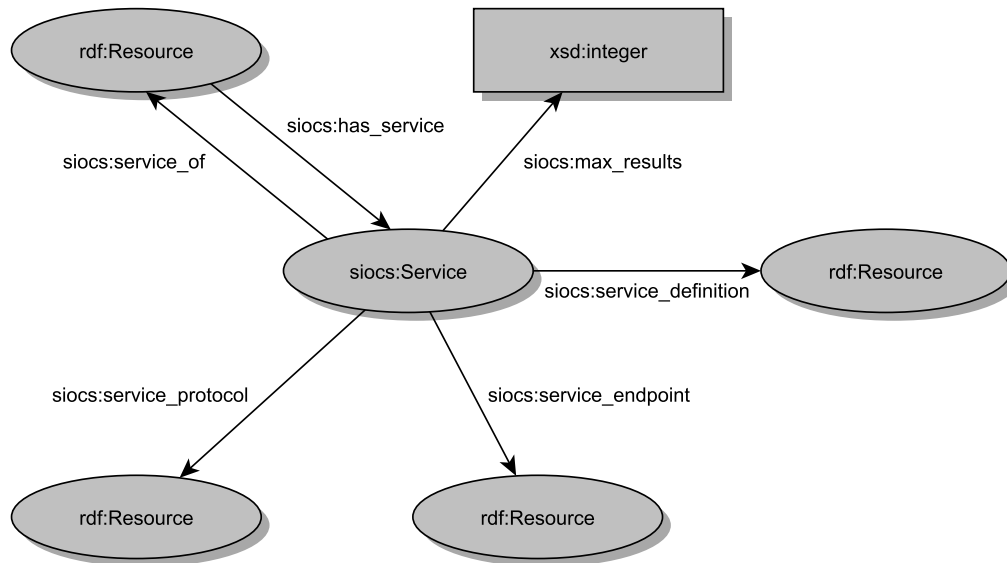 rdf:Resource
xsd:integer
siocs:has_service
siocs:service_of
siocs:max_results
siocs:Service
rdf:Resource
siocs:service_definition
siocs:service_protocol
siocs:service_endpoint
rdf:Resource
rdf:Resource